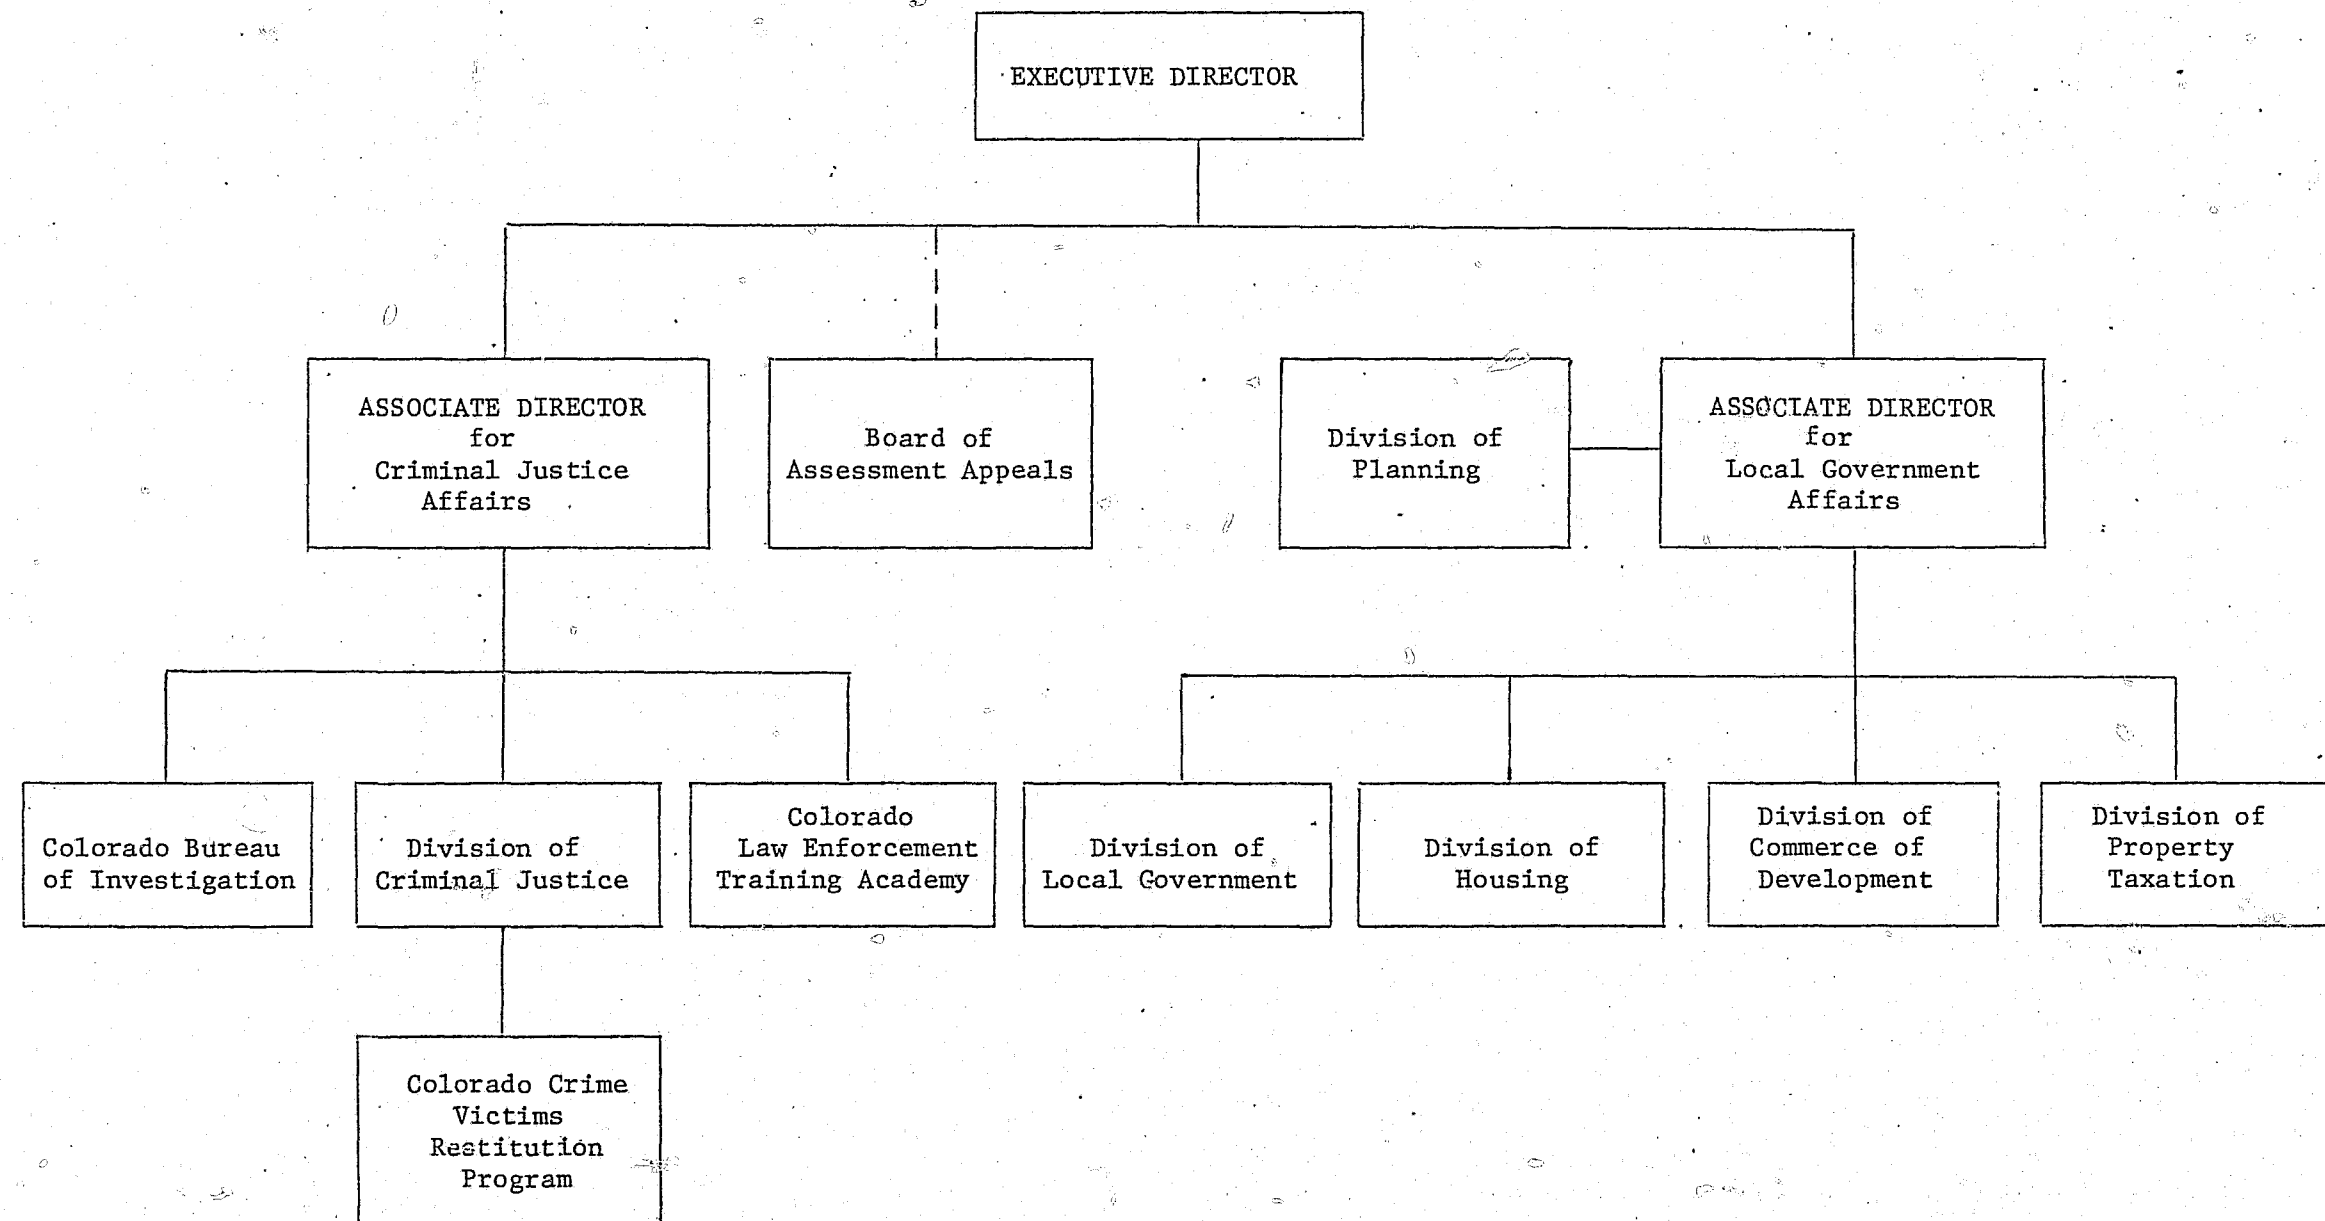 EXECUTIVE DIRECTOR
ASSOCIATE DIRECTOR
for
Criminal Justice
Affairs
Board of
Assessment Appeals
Division of
Planning
ASSOCIATE DIRECTOR
for
Local Government
Affairs
Colorado Bureau
of Investigation
Division of
Criminal Justice
Colorado
Law Enforcement
Training Academy
Division of
Local Government
Division of
Housing
Division of
Commerce of
Development
Division of
Property
Taxation
Colorado Crime
Victims
Restitution
Program